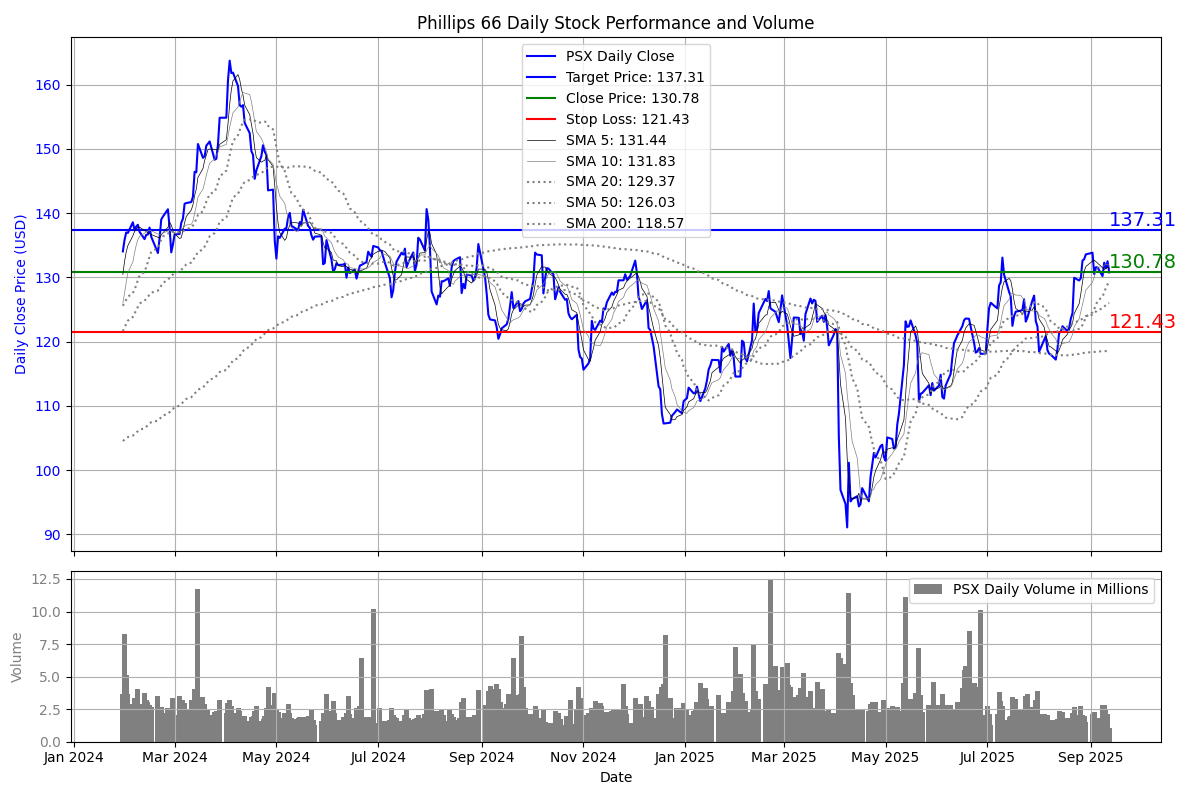 Phillips 66 Daily Stock Performance and Volume
PSX Daily Close
Target Price: 137.31
Close Price: 130.78
Stop Loss: 121.43
SMA 5: 131.44
SMA 10: 131.83
SMA 20: 129.37
SMA 50: 126.03
SMA 200: 118.57
Daily Close Price (USD)
160
150
140
130
120
110
100
90
137.31
130.78
121.43
PSX Daily Volume in Millions
Volume
12.5
10.0
7.5
5.0
2.5
0.0
Jan 2024 Mar 2024 May 2024 Jul 2024 Sep 2024 Nov 2024 Jan 2025 Mar 2025 May 2025 Jul 2025 Sep 2025
Date